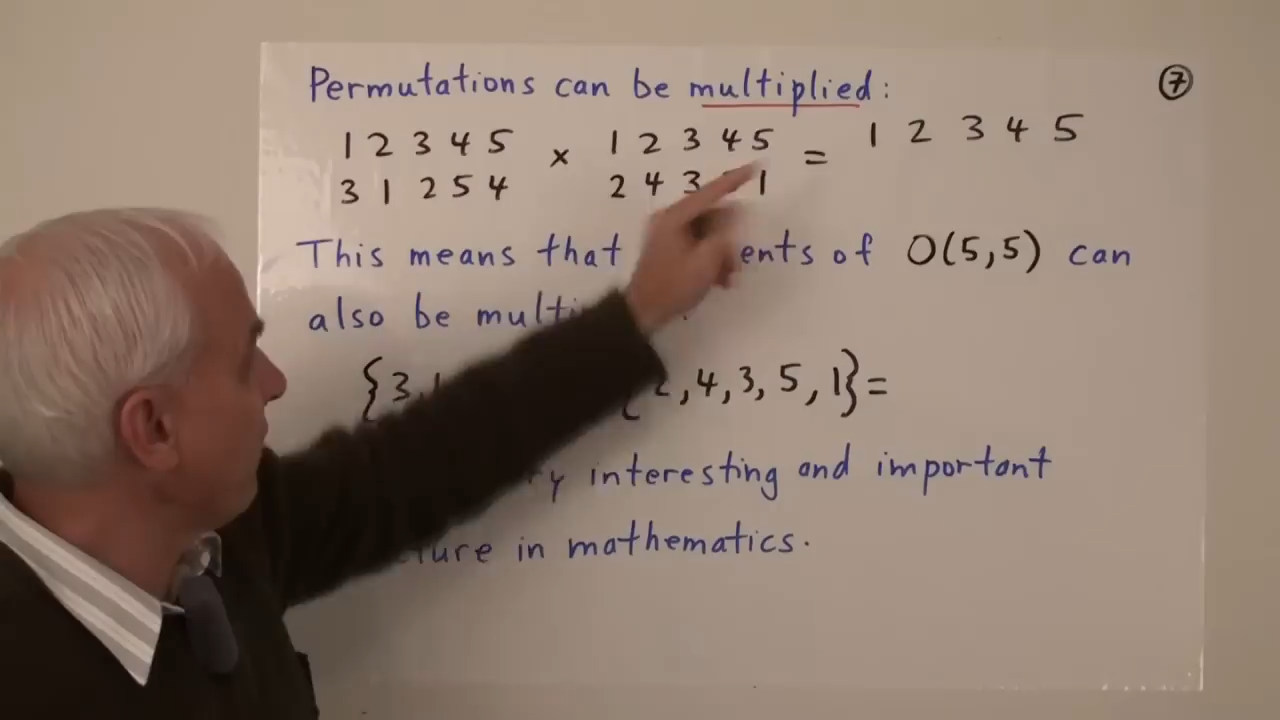 Permutations can be multiplied: 7
1 2 3 4 5 × 1 2 3 4 5 = 1 2 3 4 5
3 1 2 5 4 2 4 3 1
This means that of O(5,5) can
also be
{3, ,4,3,5,1}=
interesting and important
in mathematics.